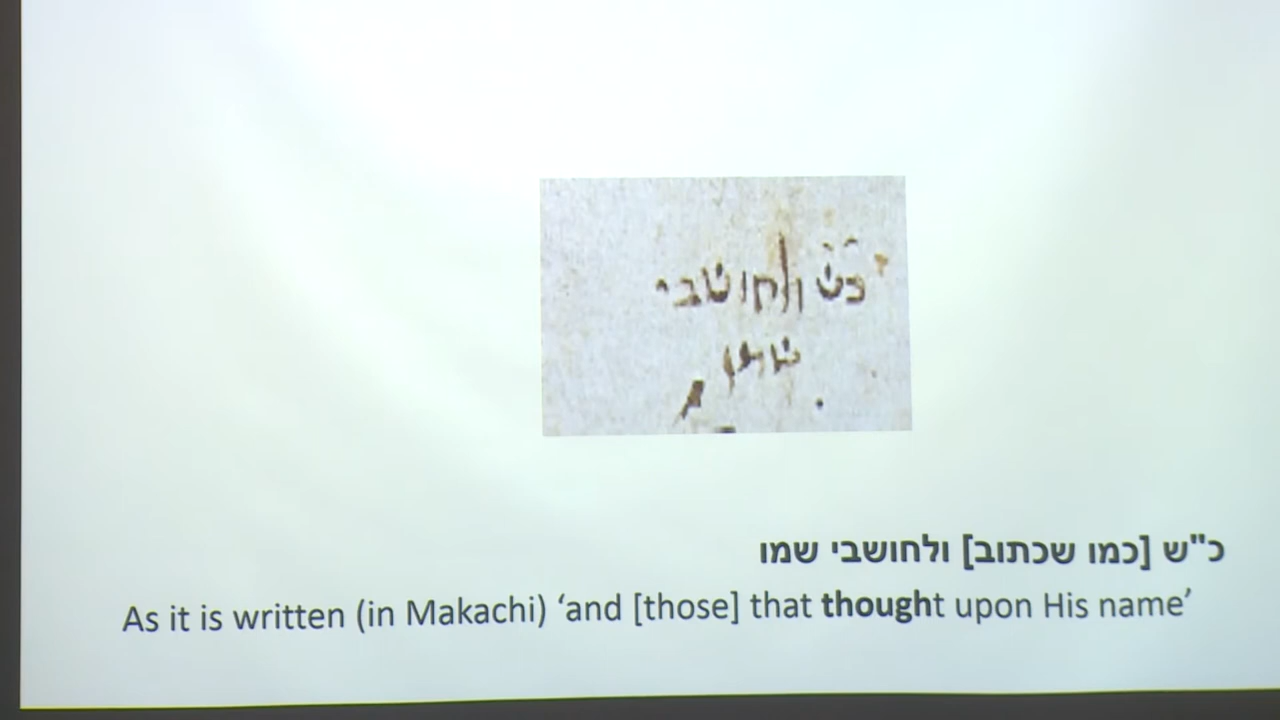 כש ולחושבי
שמו
כ"ש [כמו שכתוב] ולחושבי שמו
As it is written (in Makachi) ‘and [those] that thought upon His name’